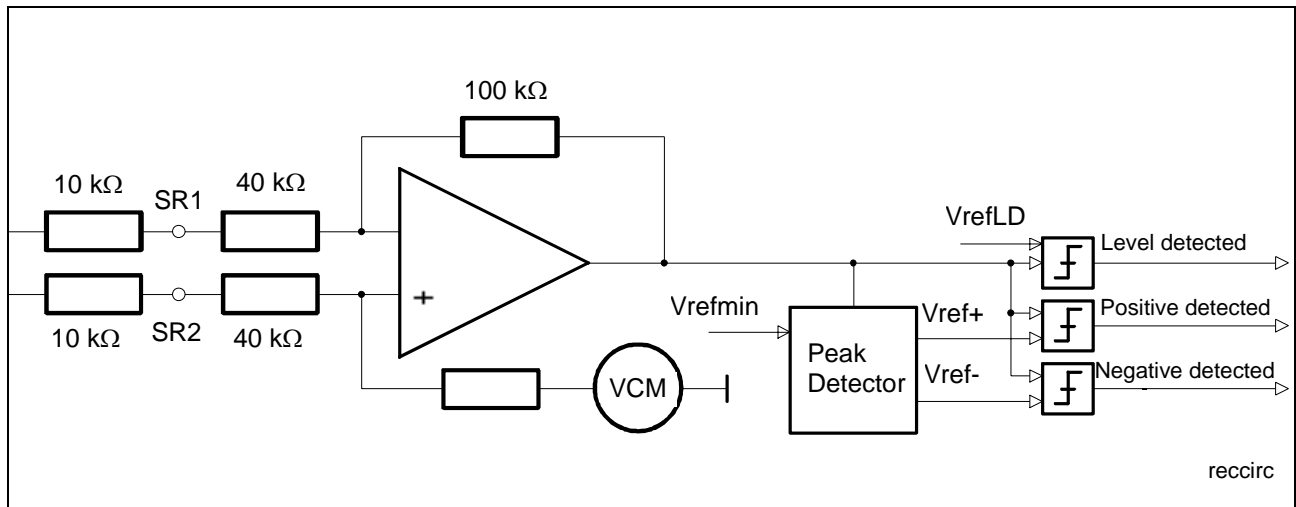 100 kΩ
10 kΩ
SR1
40 kΩ
VrefLD
Level detected
+
10 kΩ
SR2
40 kΩ
Vrefmin
Vref+
Positive detected
Peak
Detector
Vref-
Negative detected
VCM
reccirc